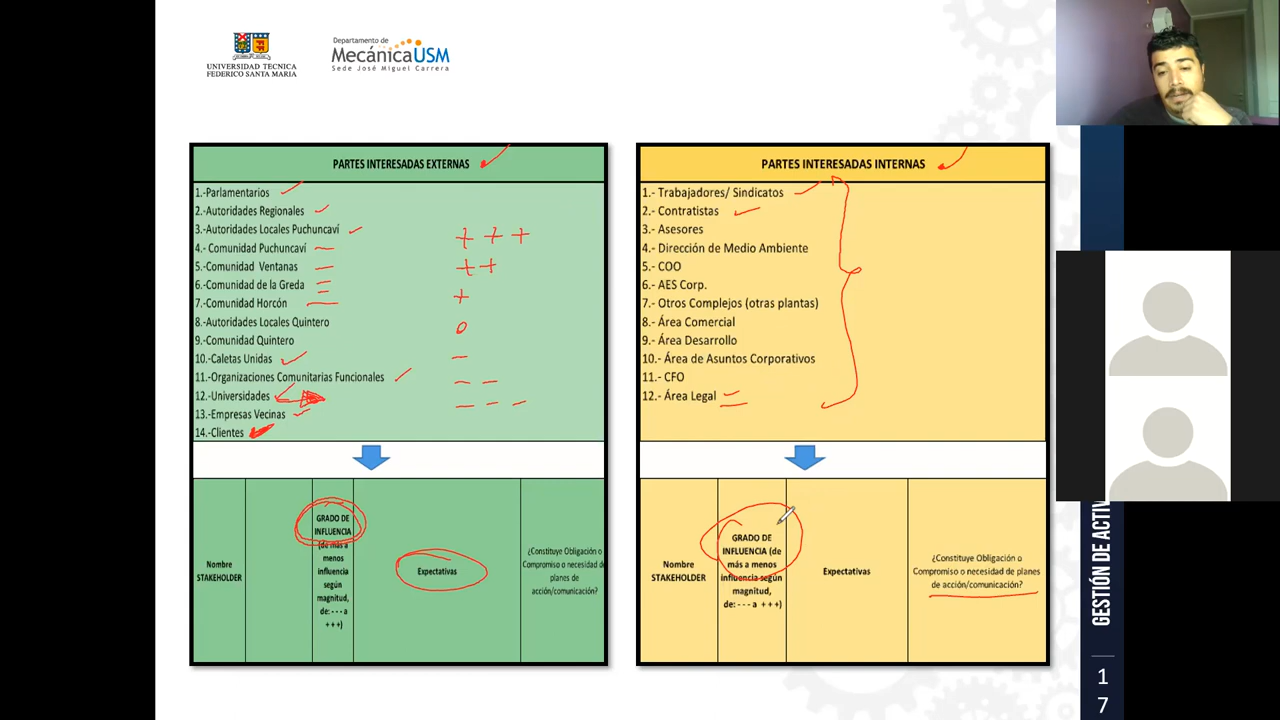 UNIVERSIDAD TECNICA
FEDERICO SANTA MARIA
Departamento de
MecánicaUSM
Sede José Miguel Carrera
PARTES INTERESADAS EXTERNAS
1.-Parlamentarios
2.-Autoridades Regionales
3.-Autoridades Locales Puchuncaví
4.- Comunidad Puchuncaví
5.-Comunidad Ventanas
6.-Comunidad de la Greda
7.-Comunidad Horcón
8.-Autoridades Locales Quintero
9.-Comunidad Quintero
10.-Caletas Unidas
11.-Organizaciones Comunitarias Funcionales
12.-Universidades
13.-Empresas Vecinas
14.-Clientes
+ + +
+ +
+
0
-
- -
- - -
Nombre
STAKEHOLDER
GRADO DE
INFLUENCIA
(de más a
menos
influencia
según
magnitud,
de: - - - a
+ + +)
Expectativas
¿Constituye Obligación o
Compromiso o necesidad de
planes de
acción/comunicación?
PARTES INTERESADAS INTERNAS
1.- Trabajadores/ Sindicatos
2.- Contratistas
3.- Asesores
4.- Dirección de Medio Ambiente
5.- COO
6.- AES Corp.
7.- Otros Complejos (otras plantas)
8.- Área Comercial
9.- Área Desarrollo
10.- Área de Asuntos Corporativos
11.- CFO
12.- Área Legal
Nombre
STAKEHOLDER
GRADO DE
INFLUENCIA (de
más a menos
influencia según
magnitud,
de: - - - a + + +)
Expectativas
¿Constituye Obligación o
Compromiso o necesidad de planes
de acción/comunicación?
GESTIÓN DE ACTIV
1
7